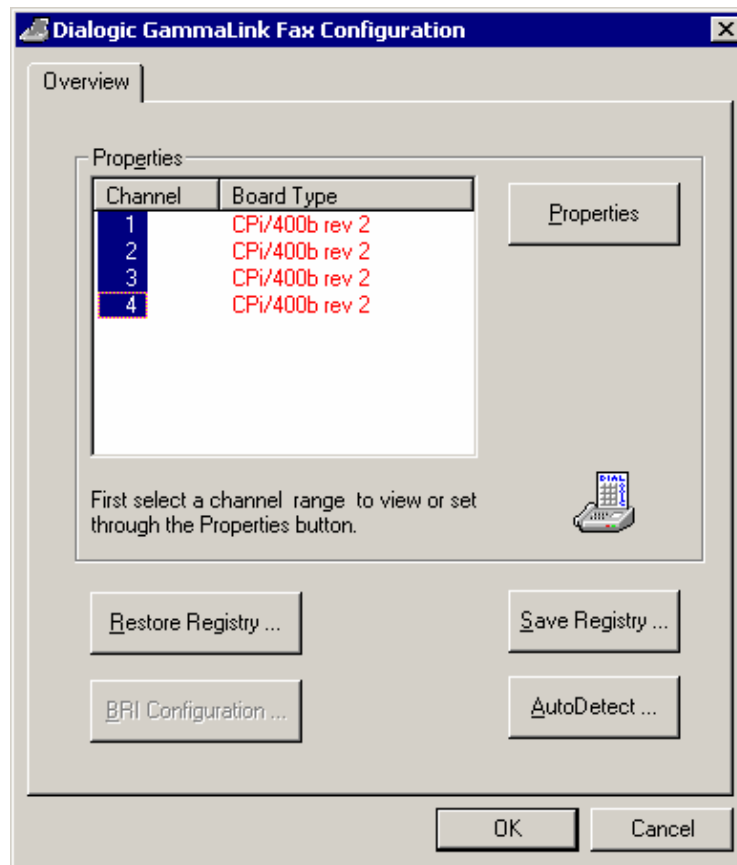 Dialogic GammaLink Fax Configuration
Overview
Properties
Channel Board Type
1 CPi/400b rev 2
2 CPi/400b rev 2
3 CPi/400b rev 2
4 CPi/400b rev 2
Properties
First select a channel range to view or set
through the Properties button.
DIAL
Restore Registry ...
Save Registry ...
BRI Configuration ...
AutoDetect ...
OK
Cancel